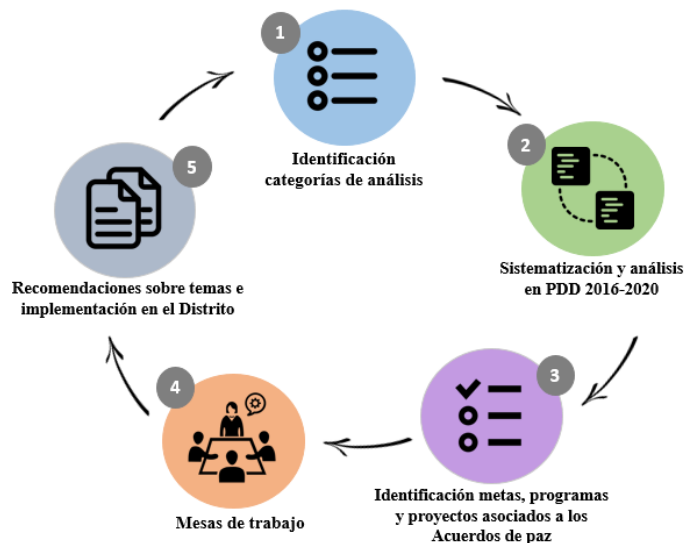 1
Identificación
categorías de análisis
2
Sistematización y análisis
en PDD 2016-2020
3
Identificación metas, programas
y proyectos asociados a los
Acuerdos de paz
4
Mesas de trabajo
5
Recomendaciones sobre temas e
implementación en el Distrito